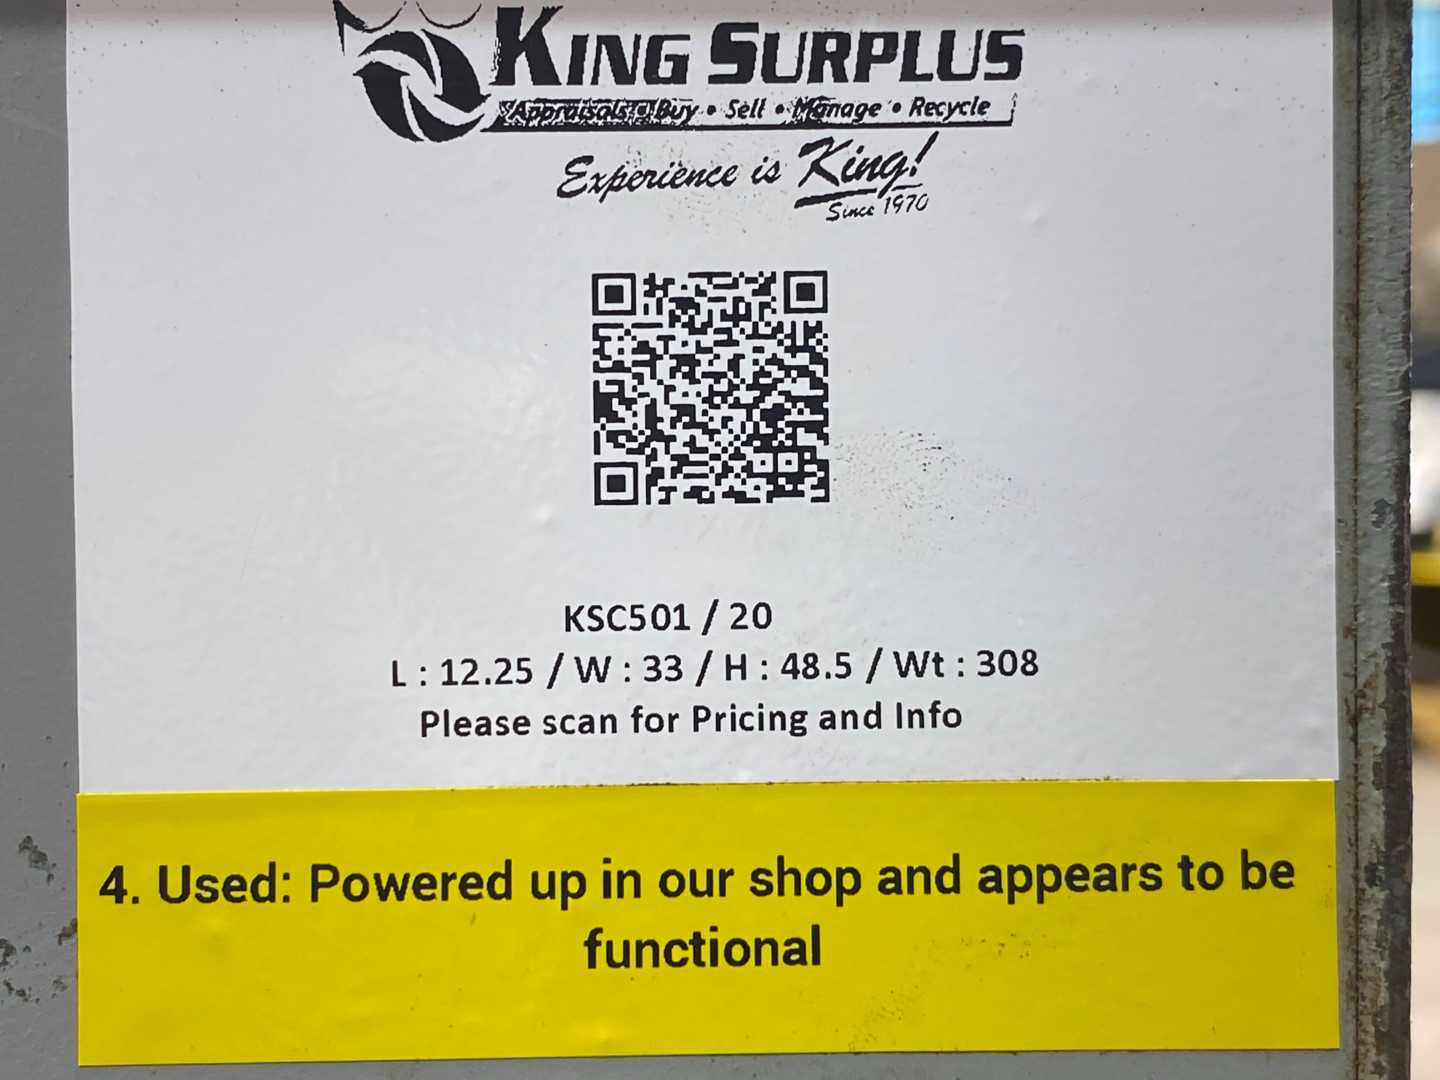 KING SURPLUS
Appraisals • Buy • Sell • Manage • Recycle
Experience is King!
Since 1970
KSC501 / 20
L : 12.25 / W : 33 / H : 48.5 / Wt : 308
Please scan for Pricing and Info
4. Used: Powered up in our shop and appears to be
functional